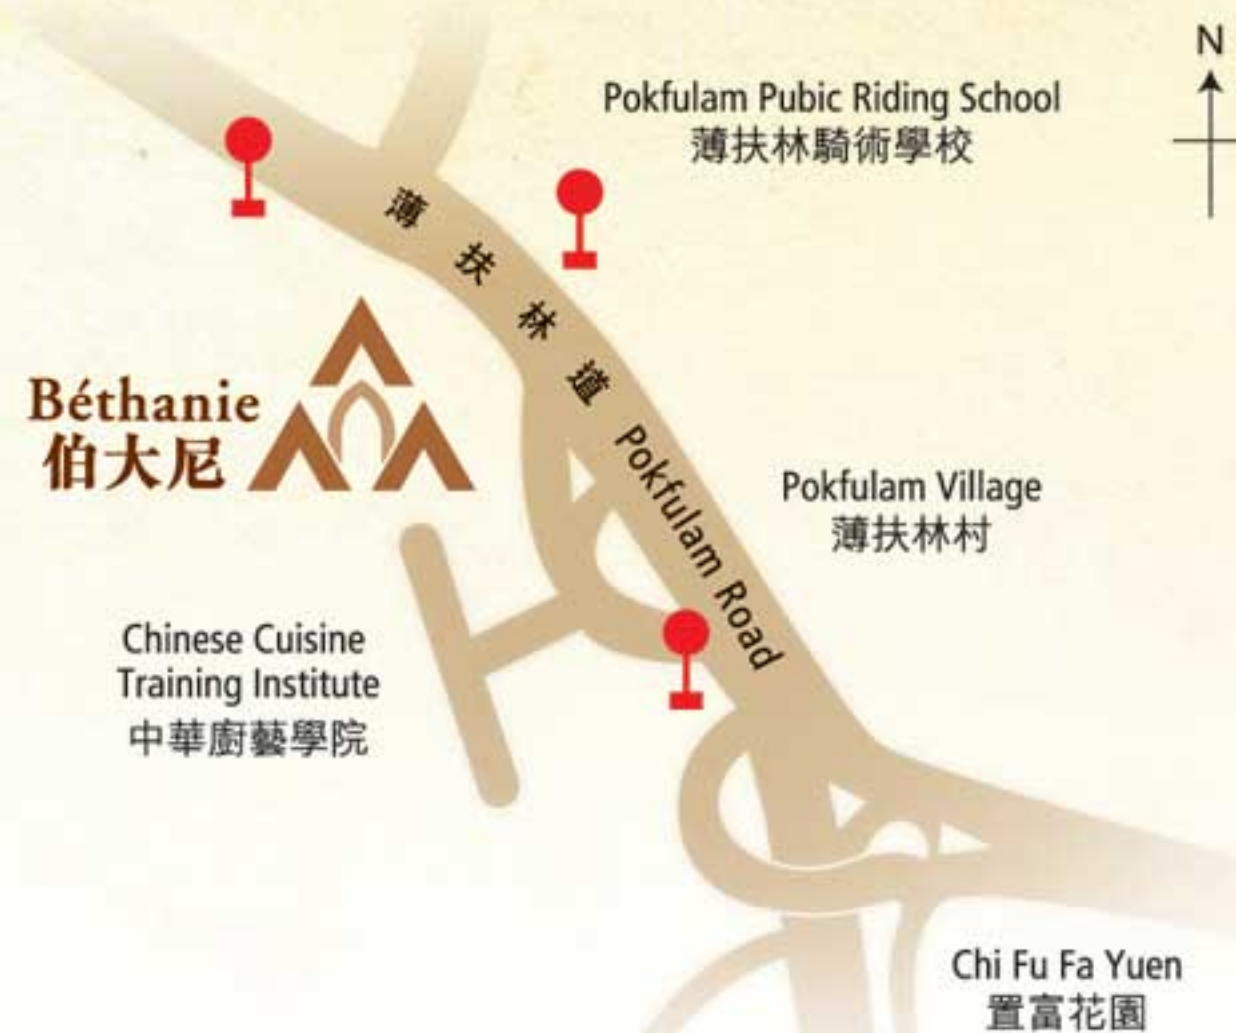 N
Pokfulam Pubic Riding School
薄扶林騎術學校
薄扶林道 Pokfulam Road
Béthanie
伯大尼
Pokfulam Village
薄扶林村
Chinese Cuisine
Training Institute
中華廚藝學院
Chi Fu Fa Yuen
置富花園